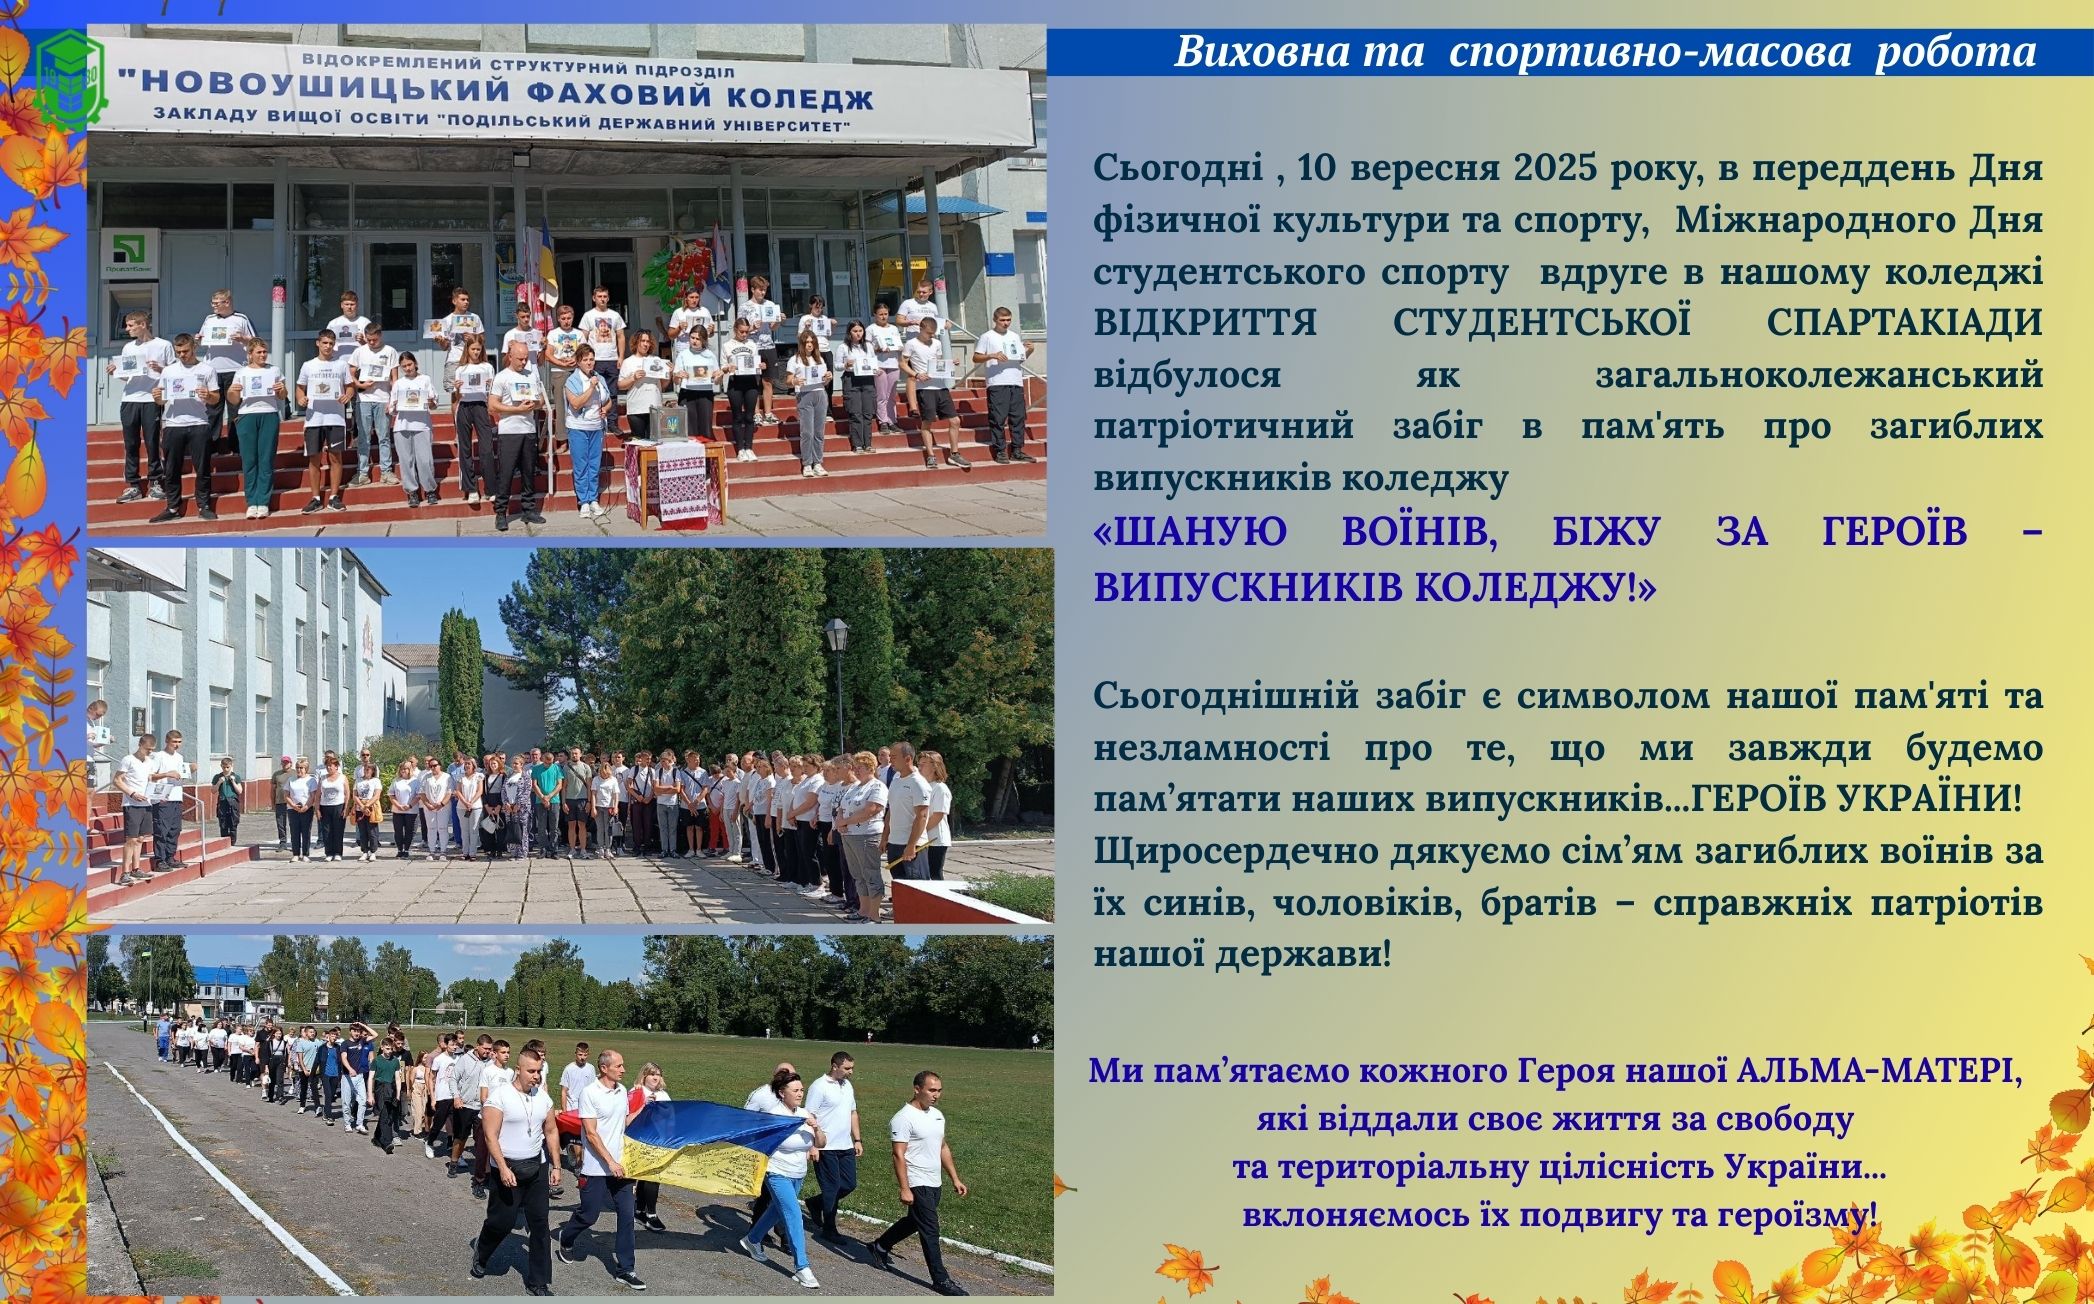 Виховна та спортивно-масова робота
ВІДОКРЕМЛЕНИЙ СТРУКТУРНИЙ ПІДРОЗДІЛ
"НОВОУШИЦЬКИЙ ФАХОВИЙ КОЛЕДЖ
ЗАКЛАДУ ВИЩОЇ ОСВІТИ "ПОДІЛЬСЬКИЙ ДЕРЖАВНИЙ УНІВЕРСИТЕТ"
19 30
ПриватБанк
Сьогодні , 10 вересня 2025 року, в переддень Дня
фізичної культури та спорту, Міжнародного Дня
студентського спорту вдруге в нашому коледжі
ВІДКРИТТЯ СТУДЕНТСЬКОЇ СПАРТАКІАДИ
відбулося як загальноколежанський
патріотичний забіг в пам'ять про загиблих
випускників коледжу
«ШАНУЮ ВОЇНІВ, БІЖУ ЗА ГЕРОЇВ –
ВИПУСКНИКІВ КОЛЕДЖУ!»
Сьогоднішній забіг є символом нашої пам'яті та
незламності про те, що ми завжди будемо
пам’ятати наших випускників...ГЕРОЇВ УКРАЇНИ!
Щиросердечно дякуємо сім’ям загиблих воїнів за
їх синів, чоловіків, братів – справжніх патріотів
нашої держави!
Ми пам’ятаємо кожного Героя нашої АЛЬМА-МАТЕРІ,
які віддали своє життя за свободу
та територіальну цілісність України...
вклоняємось їх подвигу та героїзму!